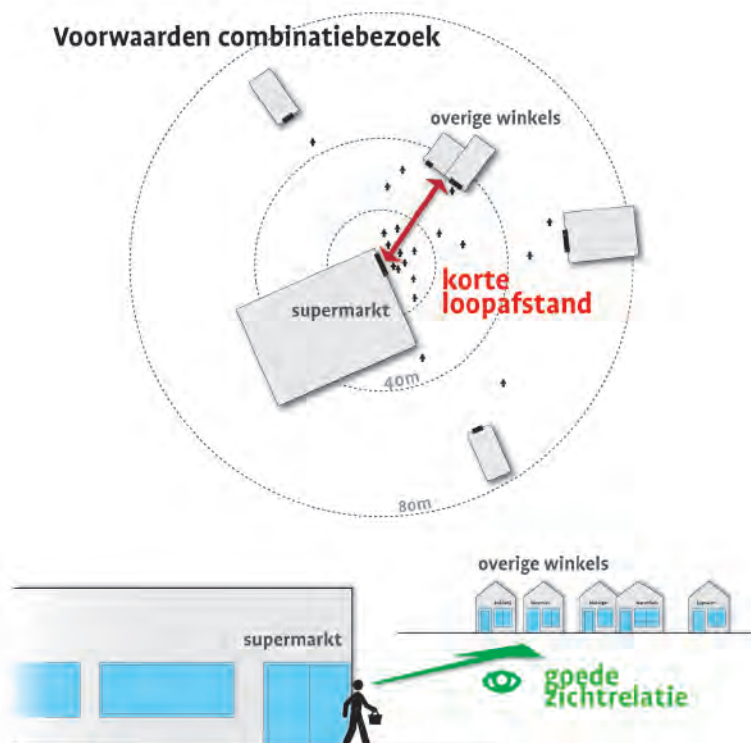 Voorwaarden combinatiebezoek
overige winkels
korte
loopafstand
supermarkt
40m
80m
overige winkels
supermarkt
goede
zichtrelatie